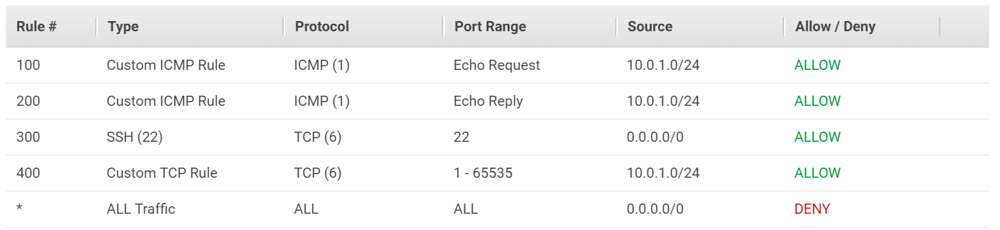 Rule # Type Protocol Port Range Source Allow / Deny
100 Custom ICMP Rule ICMP (1) Echo Request 10.0.1.0/24 ALLOW
200 Custom ICMP Rule ICMP (1) Echo Reply 10.0.1.0/24 ALLOW
300 SSH (22) TCP (6) 22 0.0.0.0/0 ALLOW
400 Custom TCP Rule TCP (6) 1 - 65535 10.0.1.0/24 ALLOW
* ALL Traffic ALL ALL 0.0.0.0/0 DENY